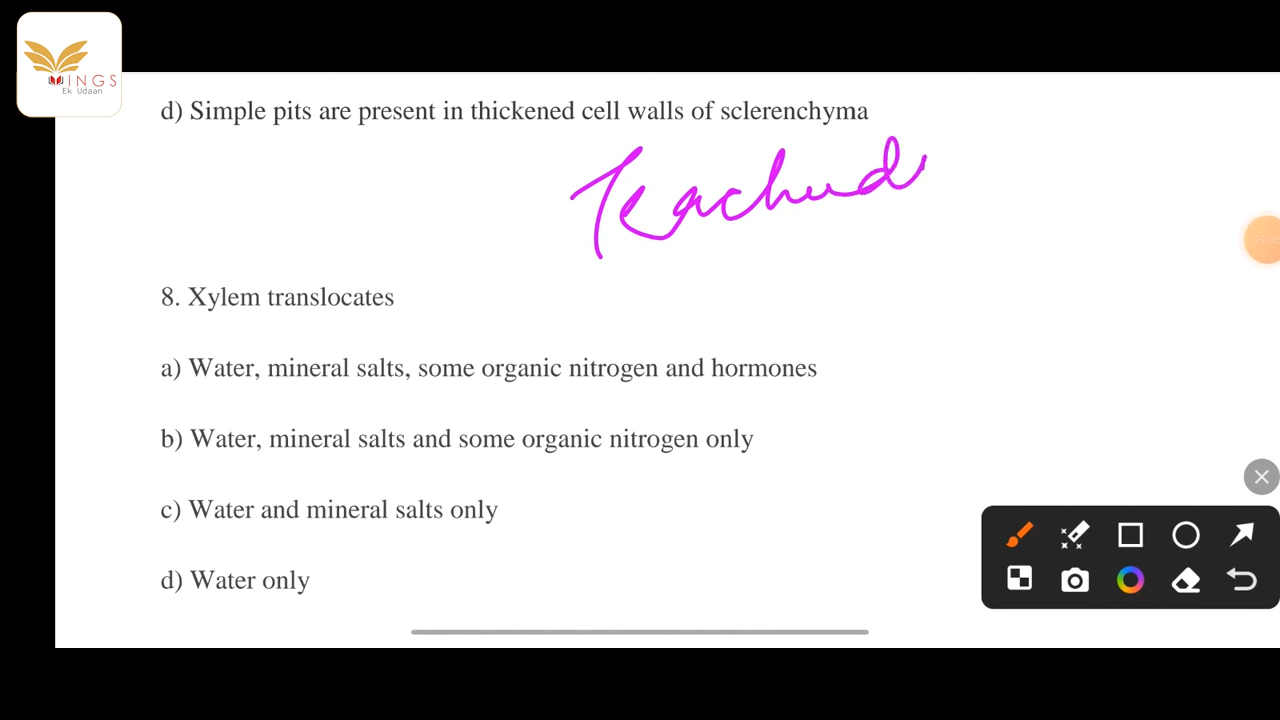 WINGS
Ek Udaan
d) Simple pits are present in thickened cell walls of sclerenchyma
8. Xylem translocates
a) Water, mineral salts, some organic nitrogen and hormones
b) Water, mineral salts and some organic nitrogen only
c) Water and mineral salts only
d) Water only